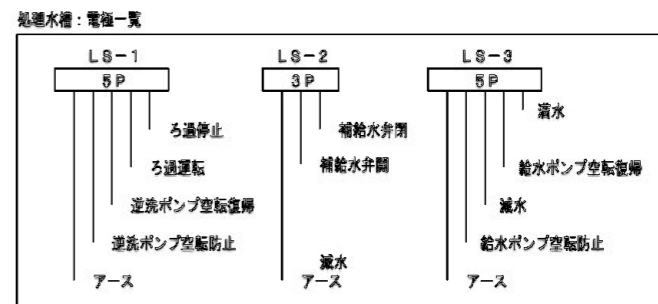 処理水槽：電極一覧
LS-1
5P
ろ過停止
ろ過運転
逆洗ポンプ空転復帰
逆洗ポンプ空転防止
アース
LS-2
3P
補給水弁閉
補給水弁開
減水
アース
LS-3
5P
満水
給水ポンプ空転復帰
減水
給水ポンプ空転防止
アース